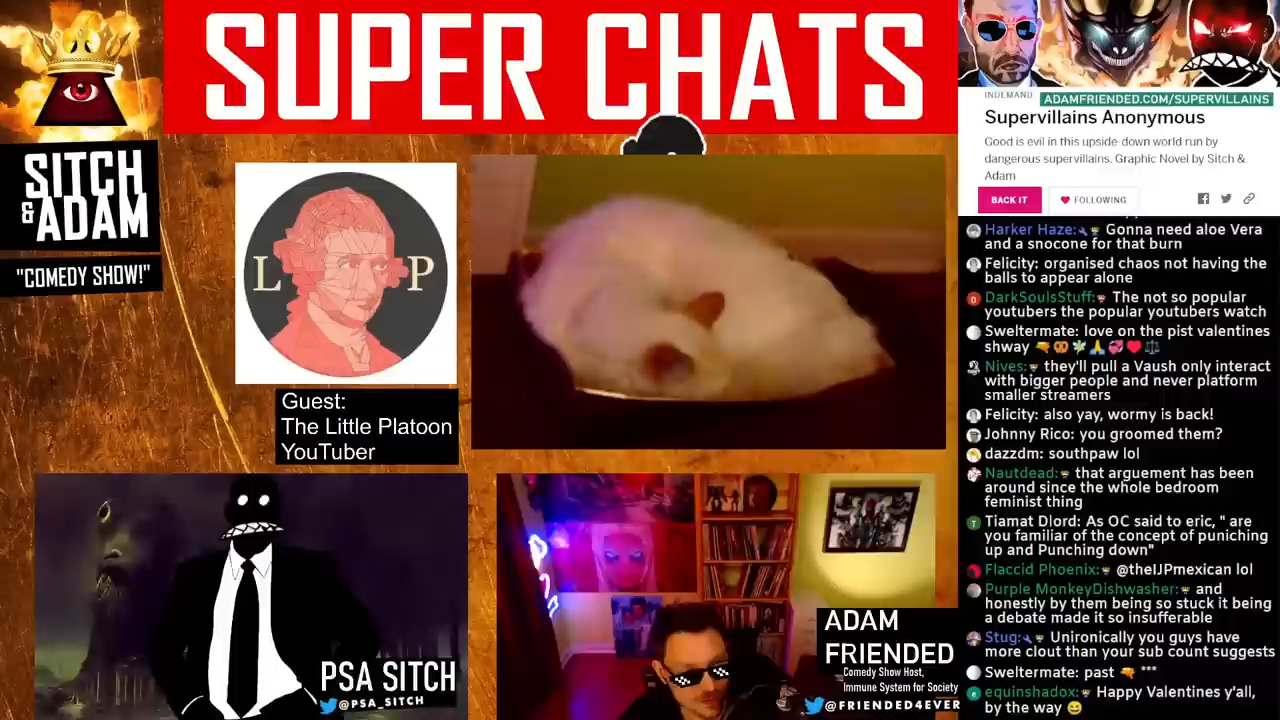 SUPER CHATS
SITCH
& ADAM
"COMEDY SHOW!"
L P
Guest:
The Little Platoon
YouTuber
PSA SITCH
@PSA_SITCH
ADAM
FRIENDED
Comedy Show Host,
Immune System for Society
@FRIENDED4EVER
INDEMAND
ADAMFRIENDED.COM/SUPERVILLAINS
Supervillains Anonymous
Good is evil in this upside-down world run by
dangerous supervillains. Graphic Novel by Sitch &
Adam
BACK IT
FOLLOWING
Harker Haze: Gonna need aloe Vera
and a snocone for that burn
Felicity: organised chaos not having the
balls to appear alone
DarkSoulsStuff: The not so popular
youtubers the popular youtubers watch
Sweltermate: love on the pist valentines
shway 🔫🥨🕊️🙏💞♥️⚖️
Nives: they'll pull a Vaush only interact
with bigger people and never platform
smaller streamers
Felicity: also yay, wormy is back!
Johnny Rico: you groomed them?
dazzdm: southpaw lol
Nautdead: that arguement has been
around since the whole bedroom
feminist thing
Tiamat Dlord: As OC said to eric, " are
you familiar of the concept of puniching
up and Punching down"
Flaccid Phoenix: @theIJPmexican lol
Purple MonkeyDishwasher: and
honestly by them being so stuck it being
a debate made it so insufferable
Stug: Unironically you guys have
more clout than your sub count suggests
Sweltermate: past 🔫 ***
equinshadox: Happy Valentines y'all,
by the way 😄